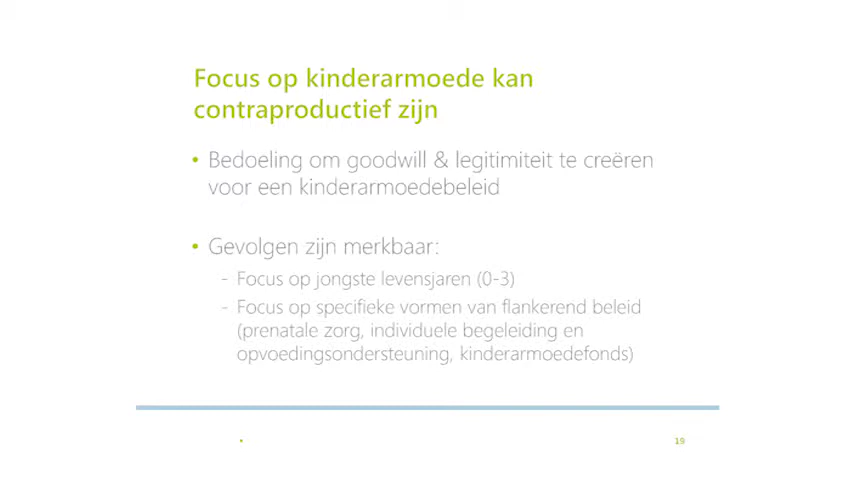 Focus op kinderarmoede kan
contraproductief zijn
• Bedoeling om goodwill & legitimiteit te creëren
voor een kinderarmoedebeleid
• Gevolgen zijn merkbaar:
- Focus op jongste levensjaren (0-3)
- Focus op specifieke vormen van flankerend beleid
(prenatale zorg, individuele begeleiding en
opvoedingsondersteuning, kinderarmoedefonds)
• 19